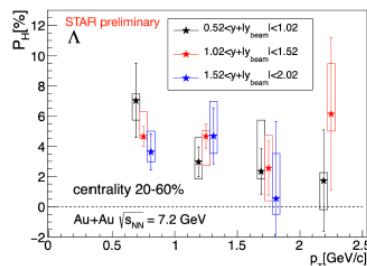 STAR preliminary
Λ
0.52<y+|y_beam|<1.02
1.02<y+|y_beam|<1.52
1.52<y+|y_beam|<2.02
P_H[%]
12
10
8
6
4
2
0
−2
centrality 20-60%
Au+Au √s_NN = 7.2 GeV
0 0.5 1 1.5 2 2.5
[GeV/c]